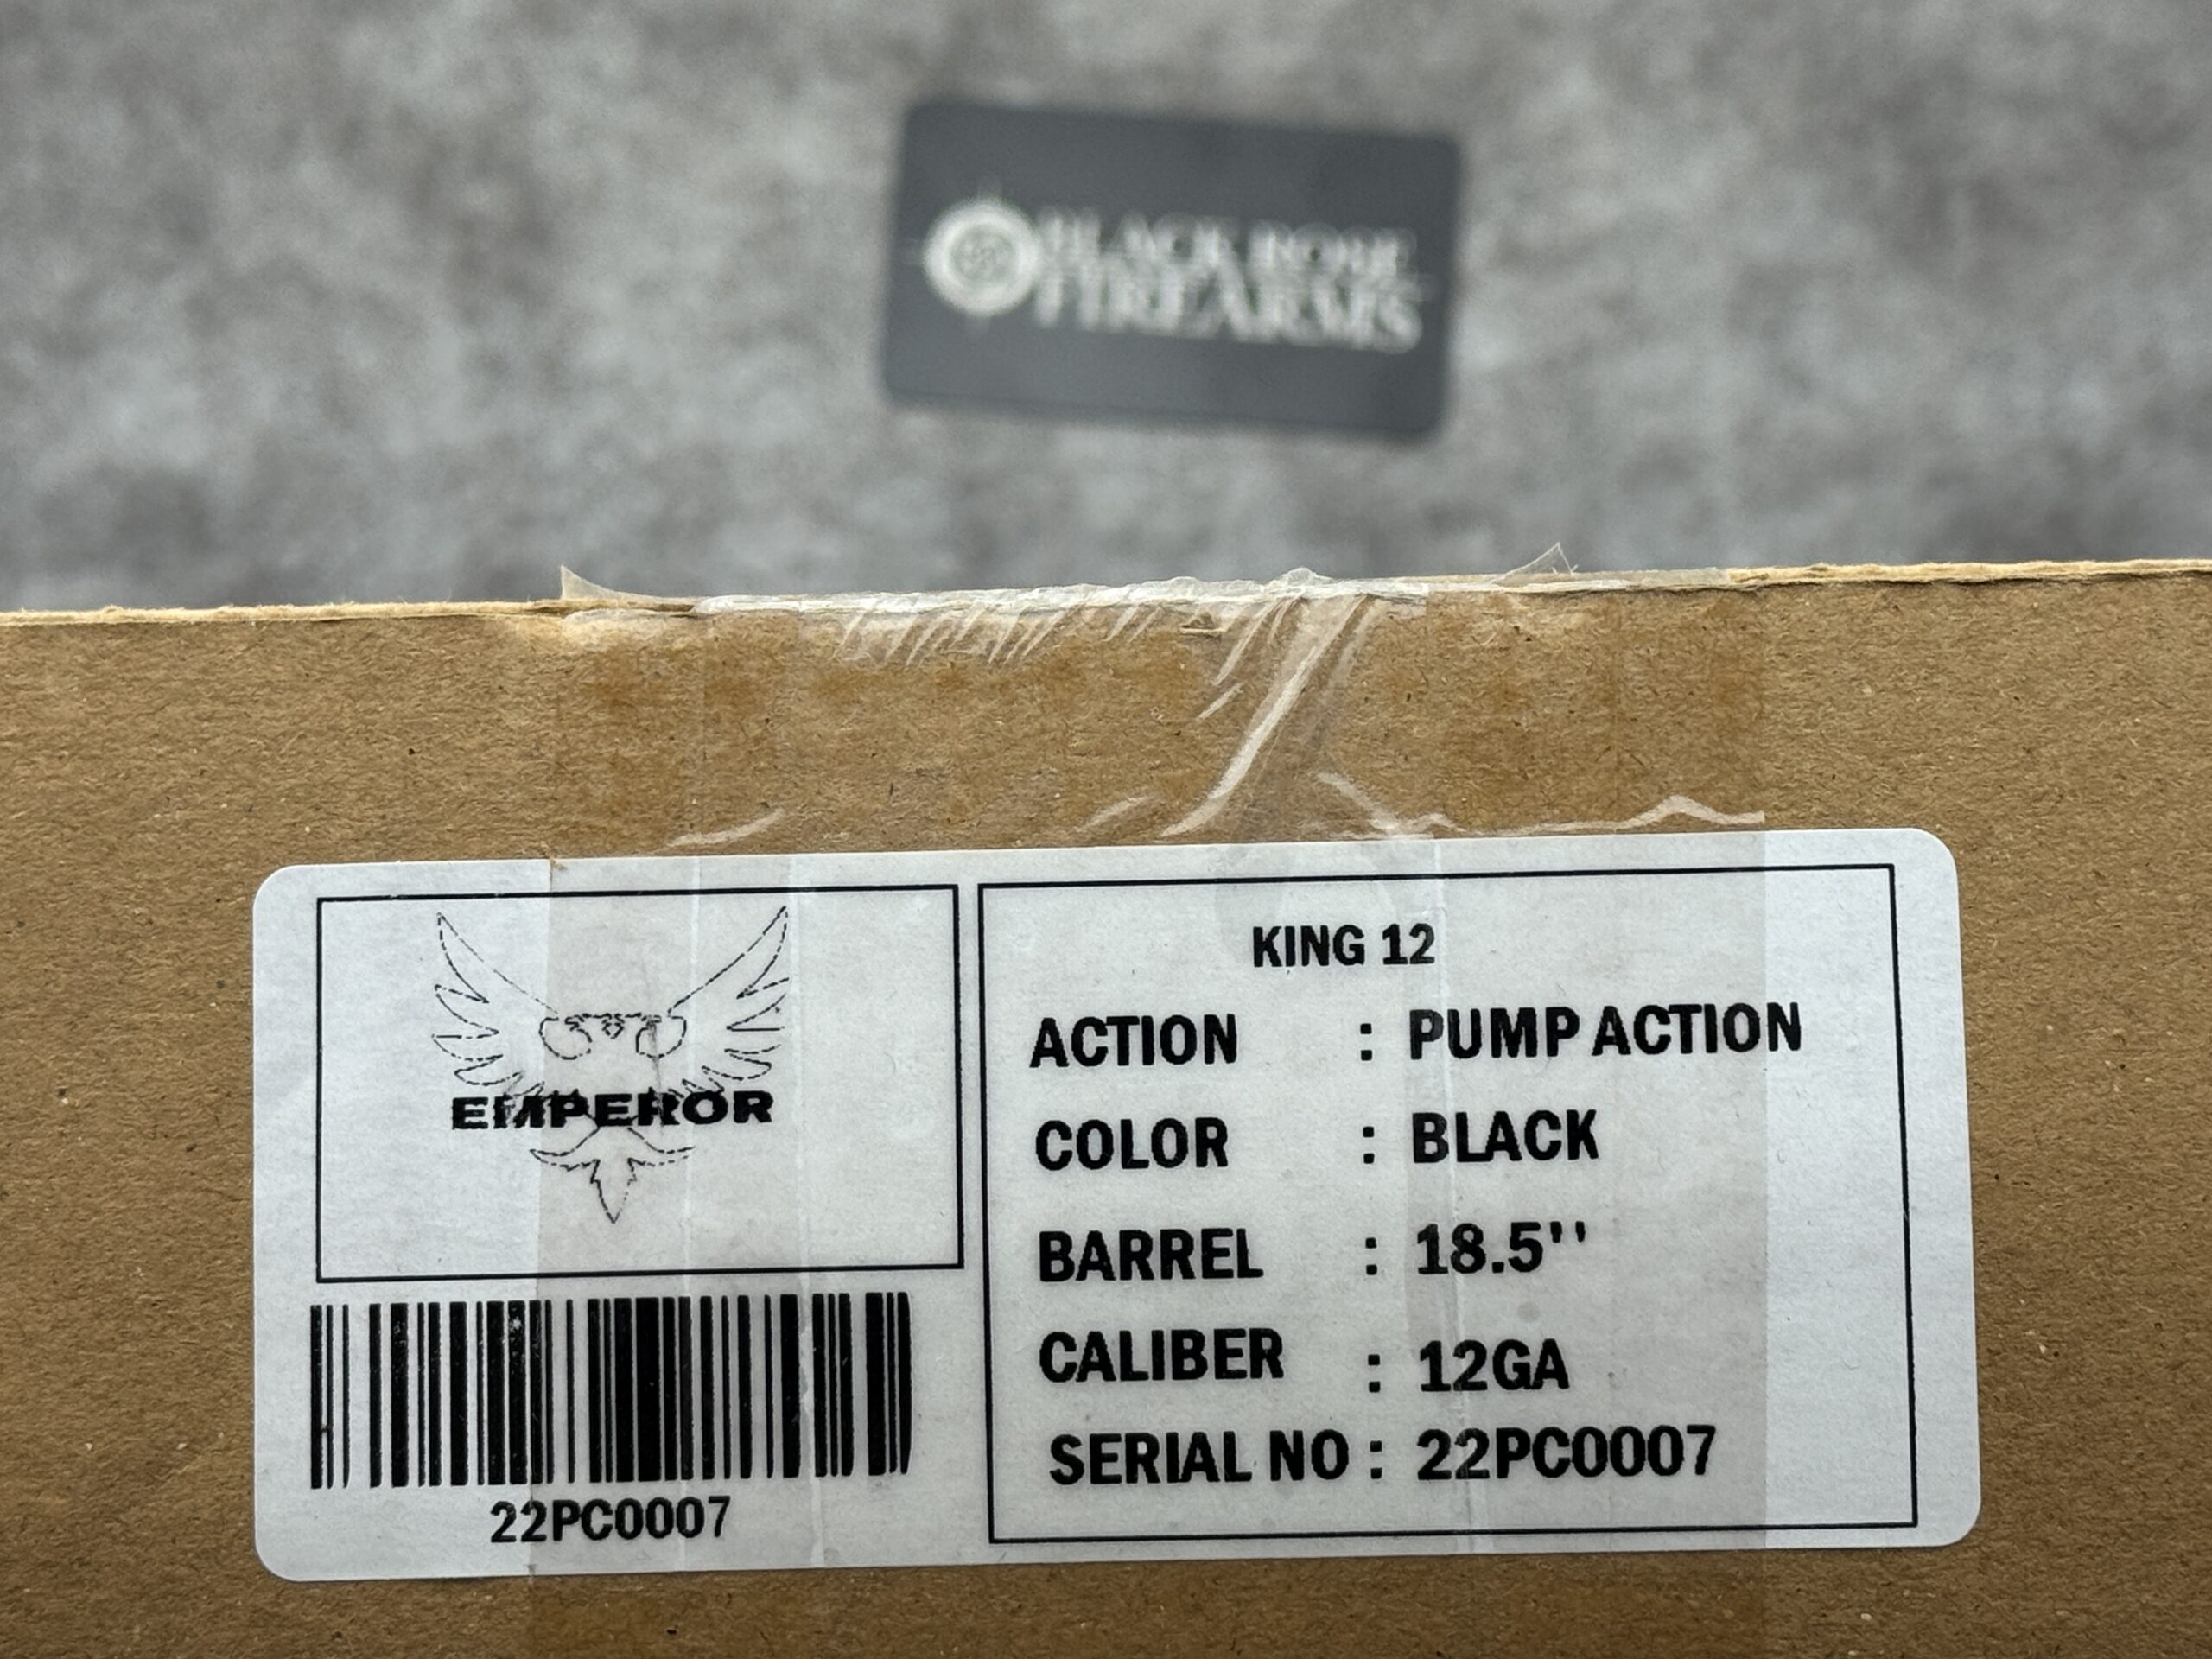 BLACK ROSE
FIREARMS
EMPEROR
22PC0007
KING 12
ACTION : PUMP ACTION
COLOR : BLACK
BARREL : 18.5''
CALIBER : 12GA
SERIAL NO : 22PC0007